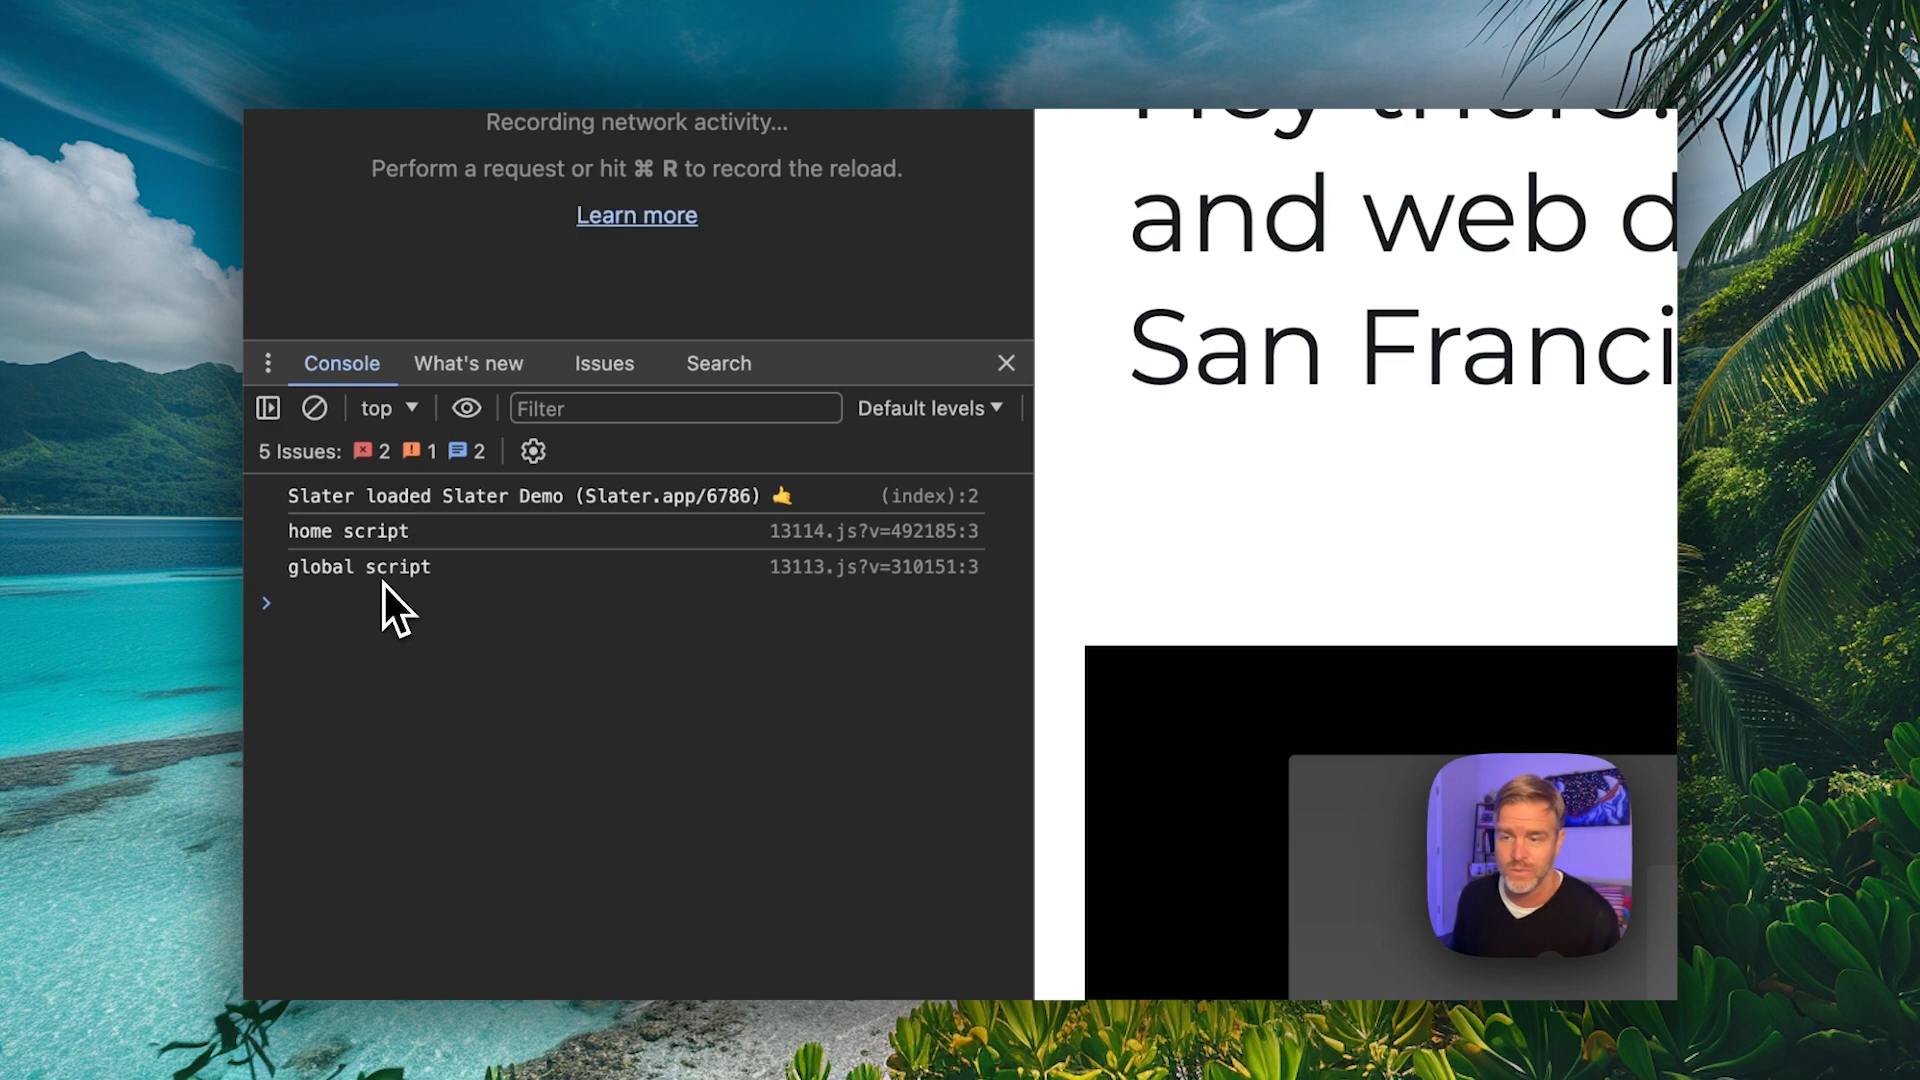 Recording network activity...
Perform a request or hit ⌘ R to record the reload.
Learn more
Console What's new Issues Search
top Filter Default levels
5 Issues: 2 1 2
Slater loaded Slater Demo (Slater.app/6786) 🤙 (index):2
home script 13114.js?v=492185:3
global script 13113.js?v=310151:3
Hey there.
and web d
San Franci